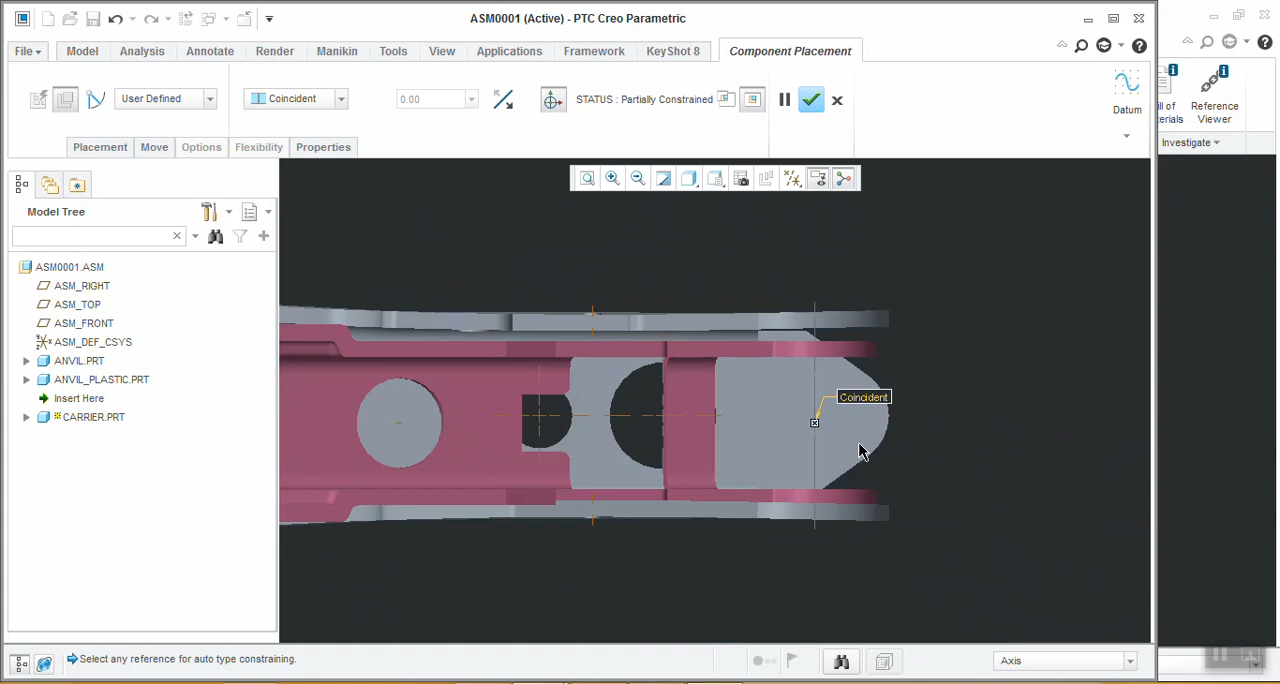 ASM0001 (Active) - PTC Creo Parametric
File Model Analysis Annotate Render Manikin Tools View Applications Framework KeyShot 8 Component Placement
User Defined Coincident 0.00 STATUS : Partially Constrained
Datum
Reference
Viewer
Placement Move Options Flexibility Properties
Investigate
Model Tree
ASM0001.ASM
ASM_RIGHT
ASM_TOP
ASM_FRONT
ASM_DEF_CSYS
ANVIL.PRT
ANVIL_PLASTIC.PRT
Insert Here
CARRIER.PRT
Coincident
Select any reference for auto type constraining.
Axis